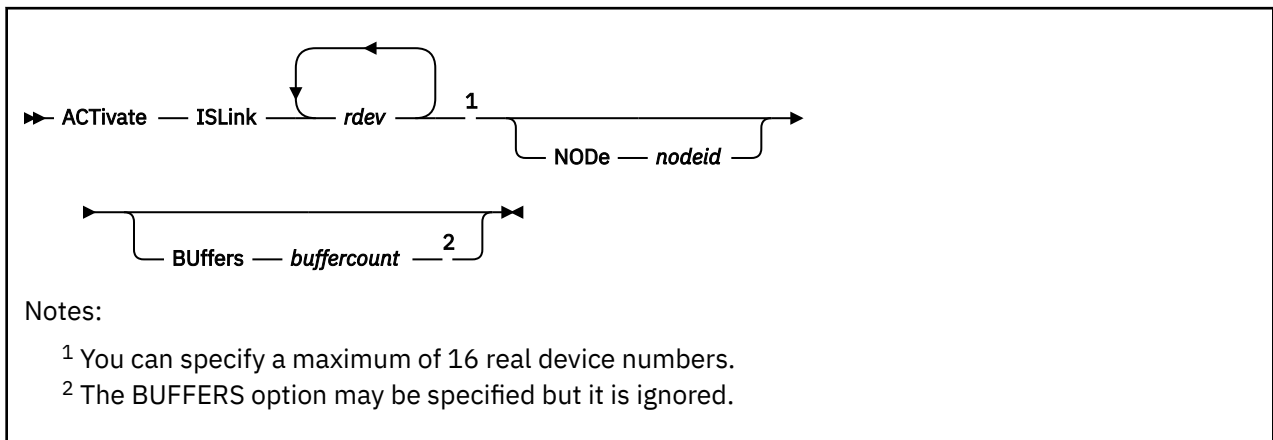 ACTivate ISLink rdev 1
NODe nodeid
BUffers buffercount 2
Notes:
1 You can specify a maximum of 16 real device numbers.
2 The BUFFERS option may be specified but it is ignored.